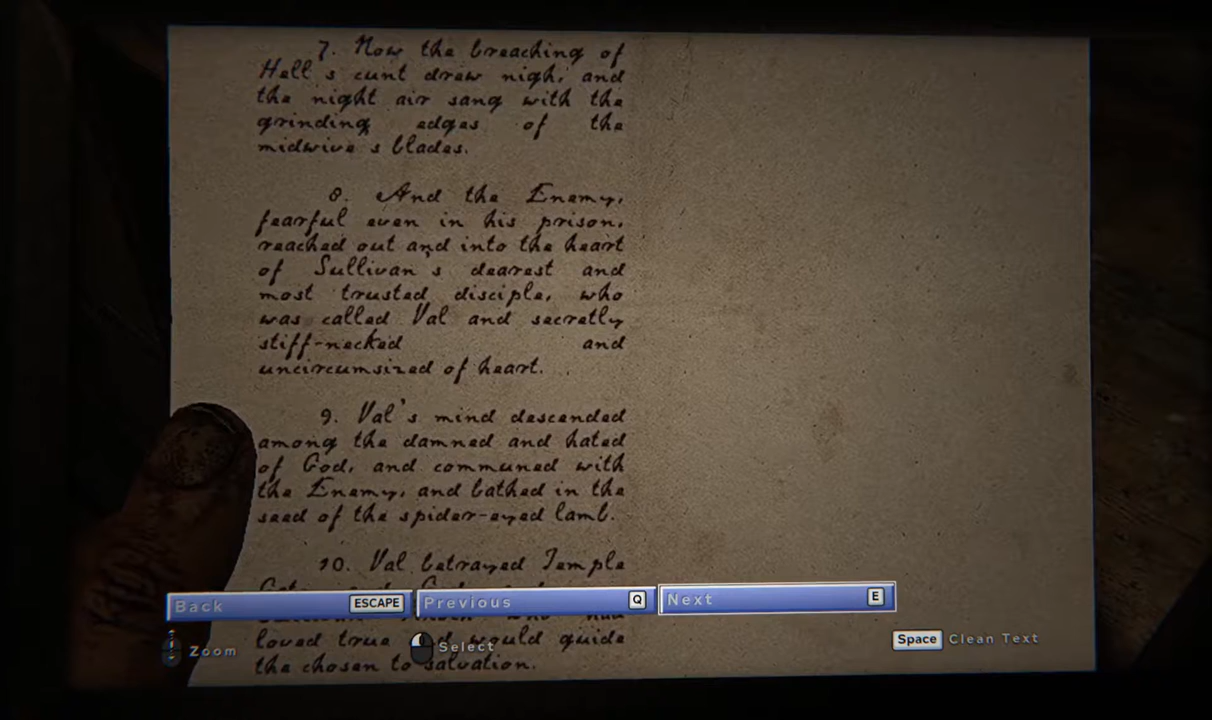 7. Now the breaching of
Hell s cunt drew nigh, and
the night air sang with the
grinding edges of the
midwive s blades.
8. And the Enemy,
fearful even in his prison,
reached out and into the heart
of Sullivan s dearest and
most trusted disciple, who
was called Val and secretly
stiff-necked and
uncircumsized of heart.
9. Val's mind descended
among the damned and hated
of God, and communed with
the Enemy, and bathed in the
seed of the spider-eyed lamb.
10. Val betrayed Temple
loved true would guide
the chosen to salvation.
Back ESCAPE
Previous Q
Next E
Zoom
Select
Space Clean Text